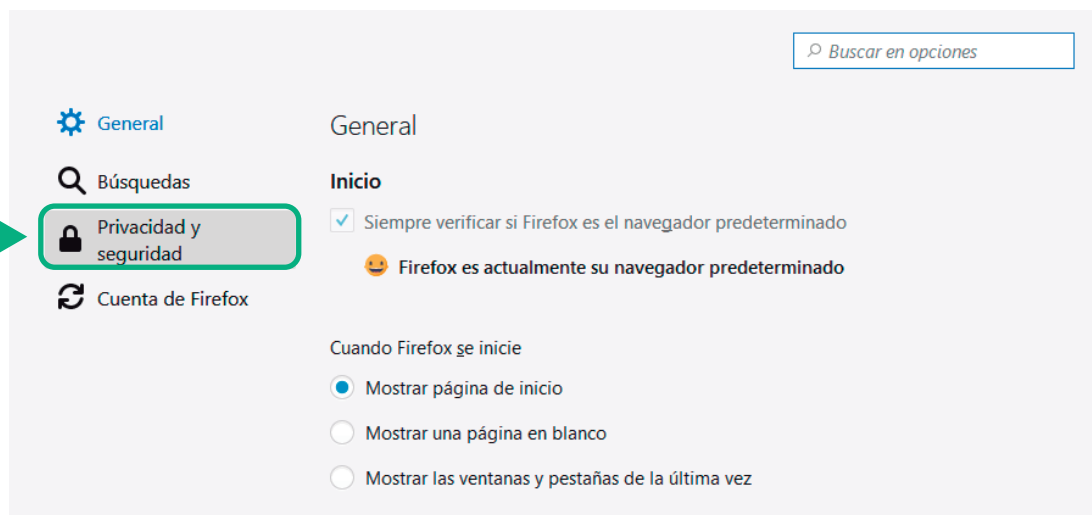 Buscar en opciones
General
Búsquedas
Privacidad y
seguridad
Cuenta de Firefox
General
Inicio
Siempre verificar si Firefox es el navegador predeterminado
Firefox es actualmente su navegador predeterminado
Cuando Firefox se inicie
Mostrar página de inicio
Mostrar una página en blanco
Mostrar las ventanas y pestañas de la última vez